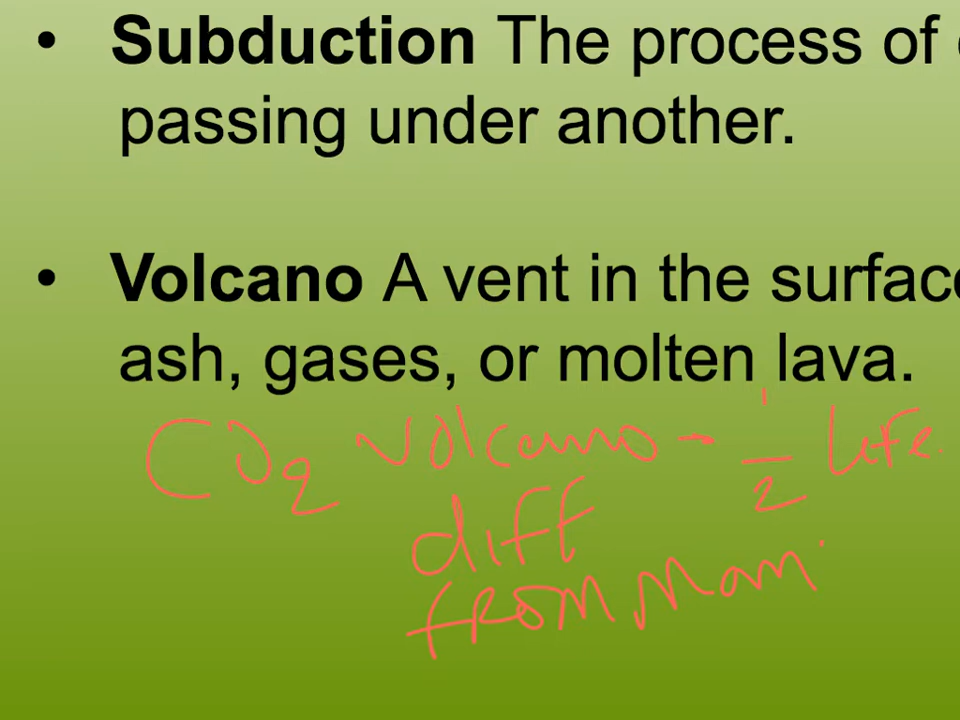 • Subduction The process of
passing under another.
• Volcano A vent in the surface
ash, gases, or molten lava.
CO2 volcano → 1/2 life.
diff
from man.